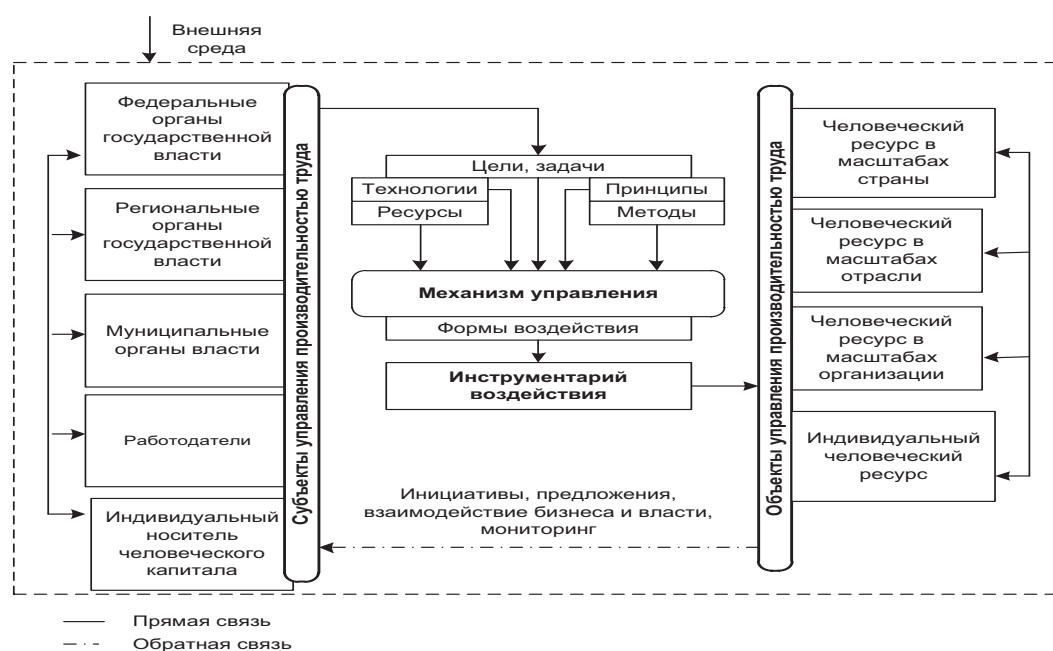 Внешняя
среда
Федеральные
органы
государственной
власти
Региональные
органы
государственной
власти
Муниципальные
органы власти
Работодатели
Индивидуальный
носитель
человеческого
капитала
Субъекты управления производительностью труда
Цели, задачи
Технологии
Ресурсы
Принципы
Методы
Механизм управления
Формы воздействия
Инструментарий
воздействия
Инициативы, предложения,
взаимодействие бизнеса и власти,
мониторинг
Объекты управления производительностью труда
Человеческий
ресурс в
масштабах
страны
Человеческий
ресурс в
масштабах
отрасли
Человеческий
ресурс в
масштабах
организации
Индивидуальный
человеческий
ресурс
Прямая связь
Обратная связь